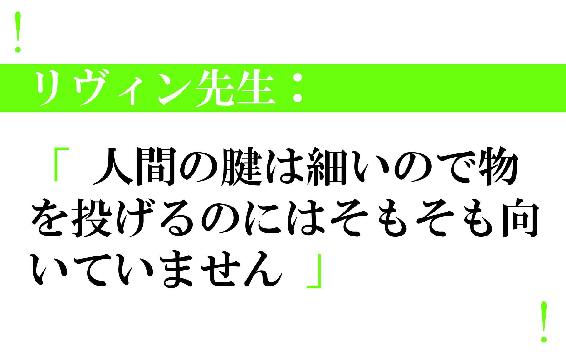 !
リヴィン先生：
「 人間の腱は細いので物
を投げるのにはそもそも向
いていません 」
!